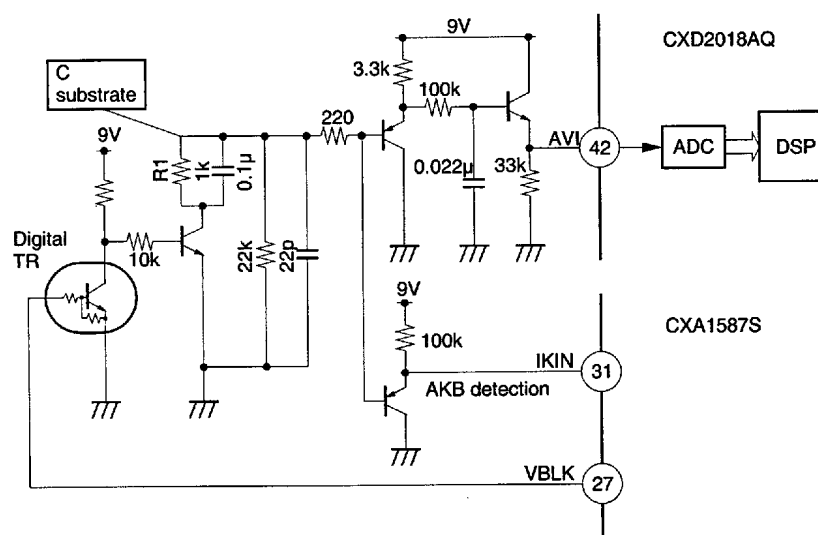 9V
CXD2018AQ
C
substrate
3.3k
100k
220
9V
AVI
42
ADC
DSP
R1
1k
0.1µ
0.022µ
33k
Digital
TR
10k
22k
22p
9V
CXA1587S
100k
IKIN
31
AKB detection
VBLK
27